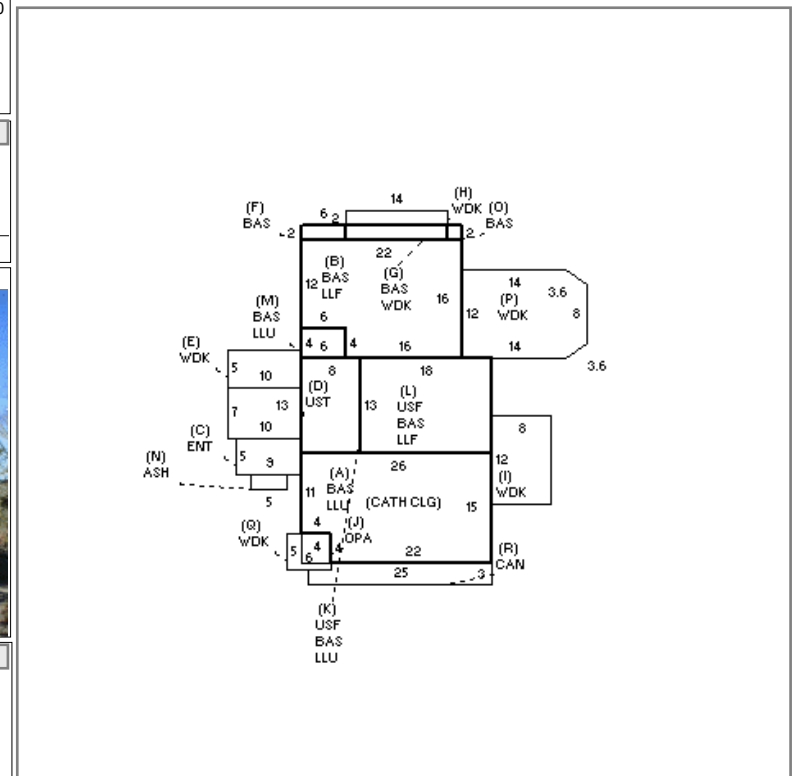 14
(H)
WDK
(O)
BAS
(F)
BAS
6
2
2
2
22
(B)
BAS
LLF
12
(G)
BAS
WDK
16
14
(P)
WDK
3.6
8
12
14
3.6
(M)
BAS
LLU
6
4
6
4
16
(E)
WDK
5
10
8
18
(D)
UST
(L)
USF
BAS
LLF
7
13
10
13
8
(C)
ENT
5
9
(N)
ASH
5
26
12
(I)
WDK
(A)
BAS
LLU
11
(CATH CLG)
15
4
(J)
OPA
(Q)
WDK
5
4
6
4
22
(R)
CAN
25
3
(K)
USF
BAS
LLU